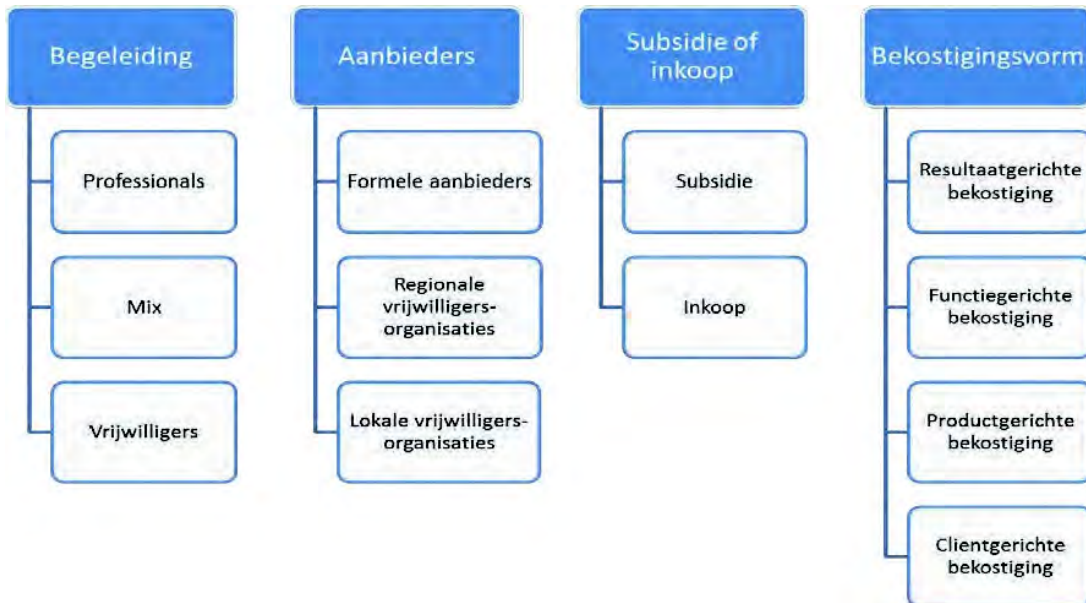 Begeleiding
Professionals
Mix
Vrijwilligers
Aanbieders
Formele aanbieders
Regionale
vrijwilligers-
organisaties
Lokale vrijwilligers-
organisaties
Subsidie of
inkoop
Subsidie
Inkoop
Bekostigingsvorm
Resultaatgerichte
bekostiging
Functiegerichte
bekostiging
Productgerichte
bekostiging
Clientgerichte
bekostiging